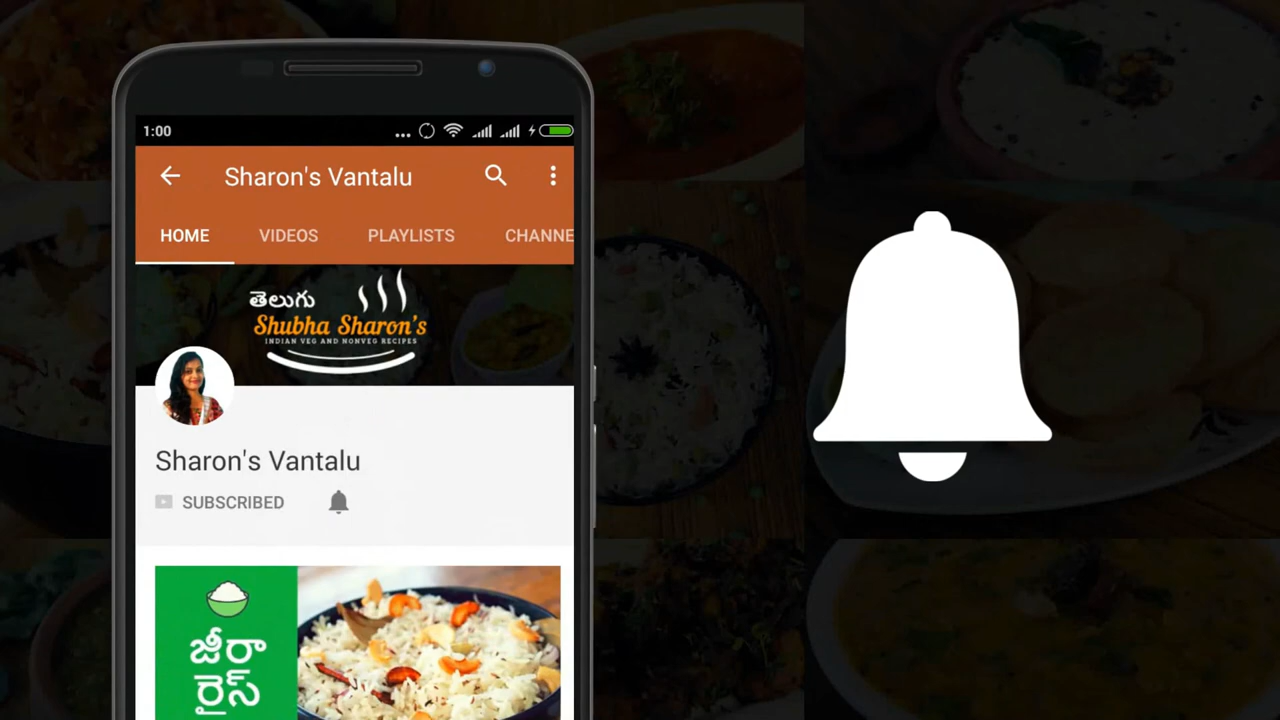 1:00
Sharon's Vantalu
HOME VIDEOS PLAYLISTS CHANNE
తెలుగు
Shubha Sharon's
INDIAN VEG AND NONVEG RECIPES
Sharon's Vantalu
SUBSCRIBED
జీరా
రైస్